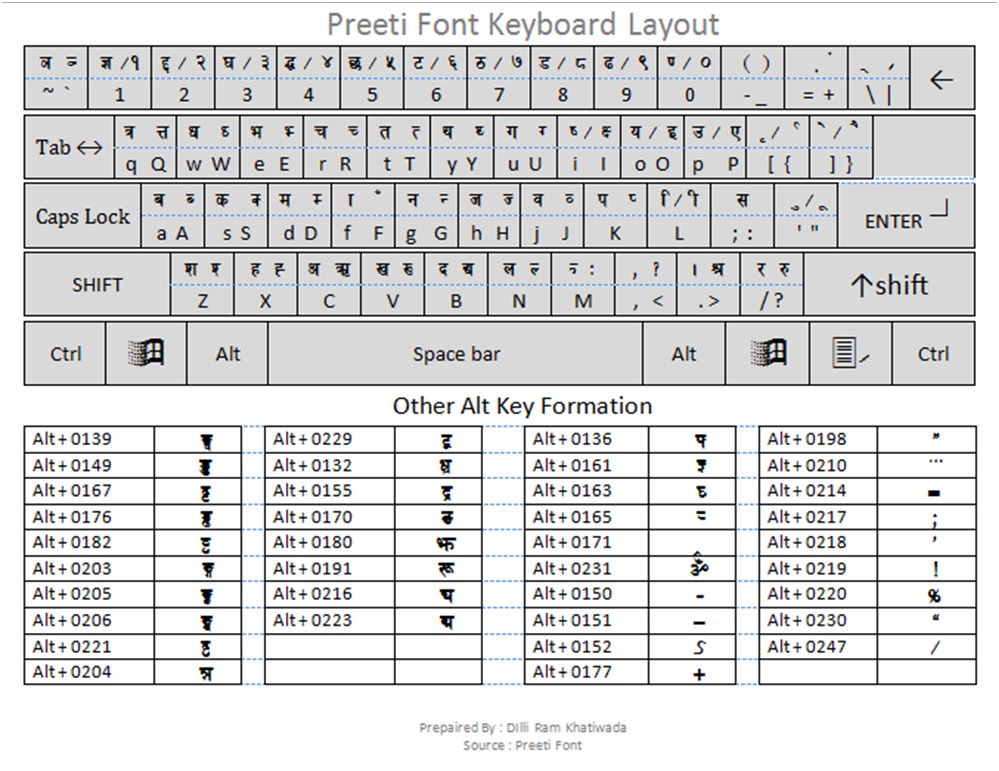 Preeti Font Keyboard Layout
ञ ञ् ज्ञ / १ द्द / २ घ / ३ द्ध / ४ छ / ५ ट / ६ ठ / ७ ड / ८ ढ / ९ ण / ० ( ) . ←
~ ` 1 2 3 4 5 6 7 8 9 0 - _ = + \ |
Tab ↔ त्र त्त ध भ भ् च च् त त् थ ग ग् य / इ उ / ए
q Q w W e E r R t T y Y u U i I o O p P [ { ] }
Caps Lock ब ब् क क् म म् ा न न् ज ज् व प ि / ी स ु / ू
a A s S d D f F g G h H j J K L ; : ' " ENTER
SHIFT श श् ह अ ऋ ख द ल ल् : , ? । श्र र रु ↑shift
Z X C V B N M , < . > / ?
Ctrl Alt Space bar Alt Ctrl
Other Alt Key Formation
Alt+0139 Alt+0229 Alt+0136 Alt+0198 "
Alt+0149 Alt+0132 Alt+0161 Alt+0210 ...
Alt+0167 Alt+0155 Alt+0163 Alt+0214
Alt+0176 Alt+0170 ङ Alt+0165 Alt+0217 ;
Alt+0182 Alt+0180 झ Alt+0171 Alt+0218 '
Alt+0203 Alt+0191 रू Alt+0231 ॐ Alt+0219 !
Alt+0205 Alt+0216 Alt+0150 - Alt+0220 %
Alt+0206 Alt+0223 Alt+0151 – Alt+0230 “
Alt+0221 Alt+0152 ऽ Alt+0247 /
Alt+0204 Alt+0177 +
Prepaired By : DIlli Ram Khatiwada
Source : Preeti Font